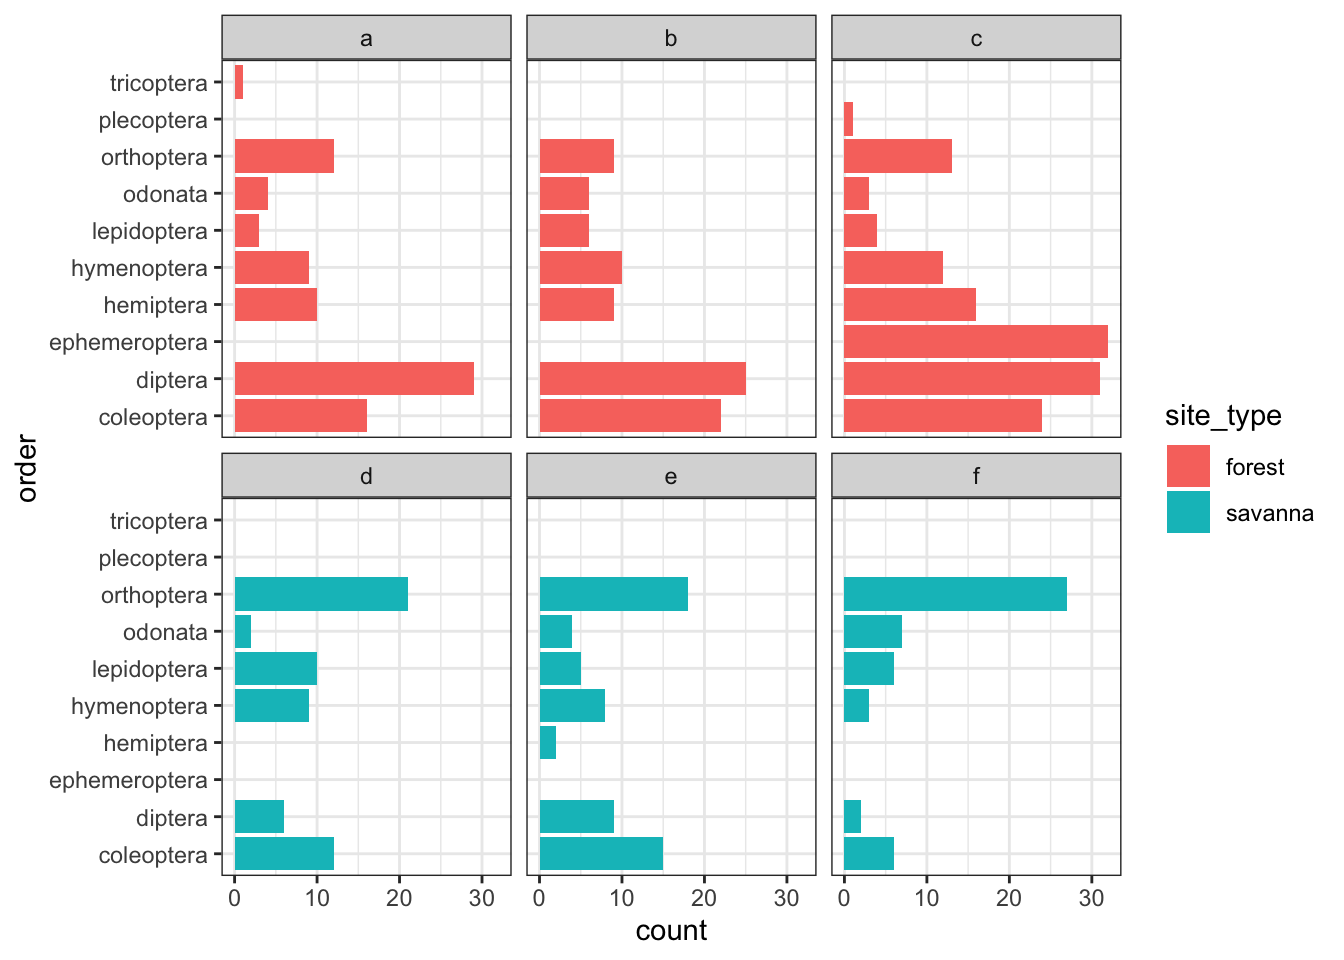 a
b
c
tricoptera
plecoptera
orthoptera
odonata
lepidoptera
hymenoptera
hemiptera
ephemeroptera
diptera
coleoptera
d
e
f
tricoptera
plecoptera
orthoptera
odonata
lepidoptera
hymenoptera
hemiptera
ephemeroptera
diptera
coleoptera
0 10 20 30
0 10 20 30
0 10 20 30
count
order
site_type
forest
savanna